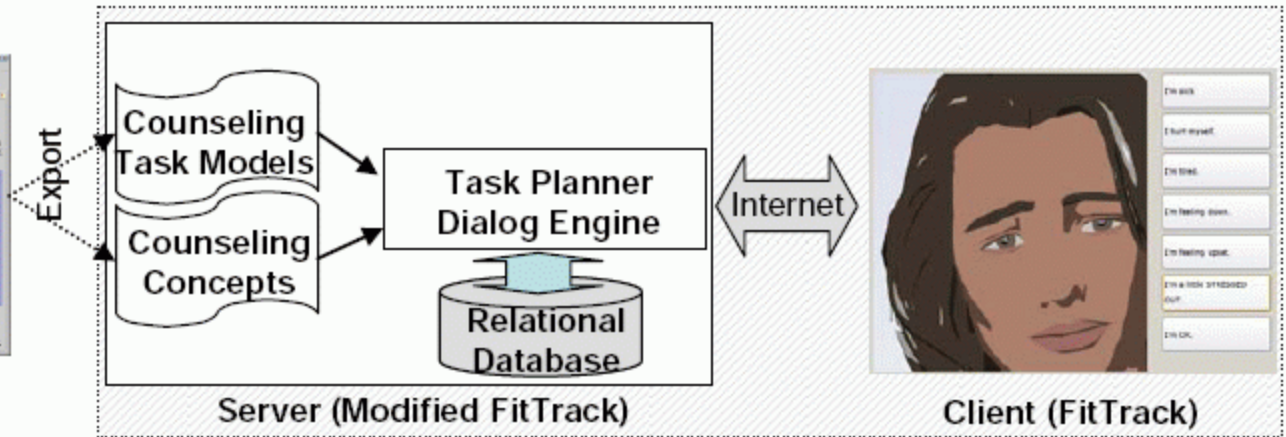 Export
Counseling
Task Models
Counseling
Concepts
Task Planner
Dialog Engine
Relational
Database
Server (Modified FitTrack)
Internet
I'm sick.
I hurt myself.
I'm tired.
I'm feeling down.
I'm feeling upset.
I'm a little STRESSED
OUT.
I'm OK.
Client (FitTrack)